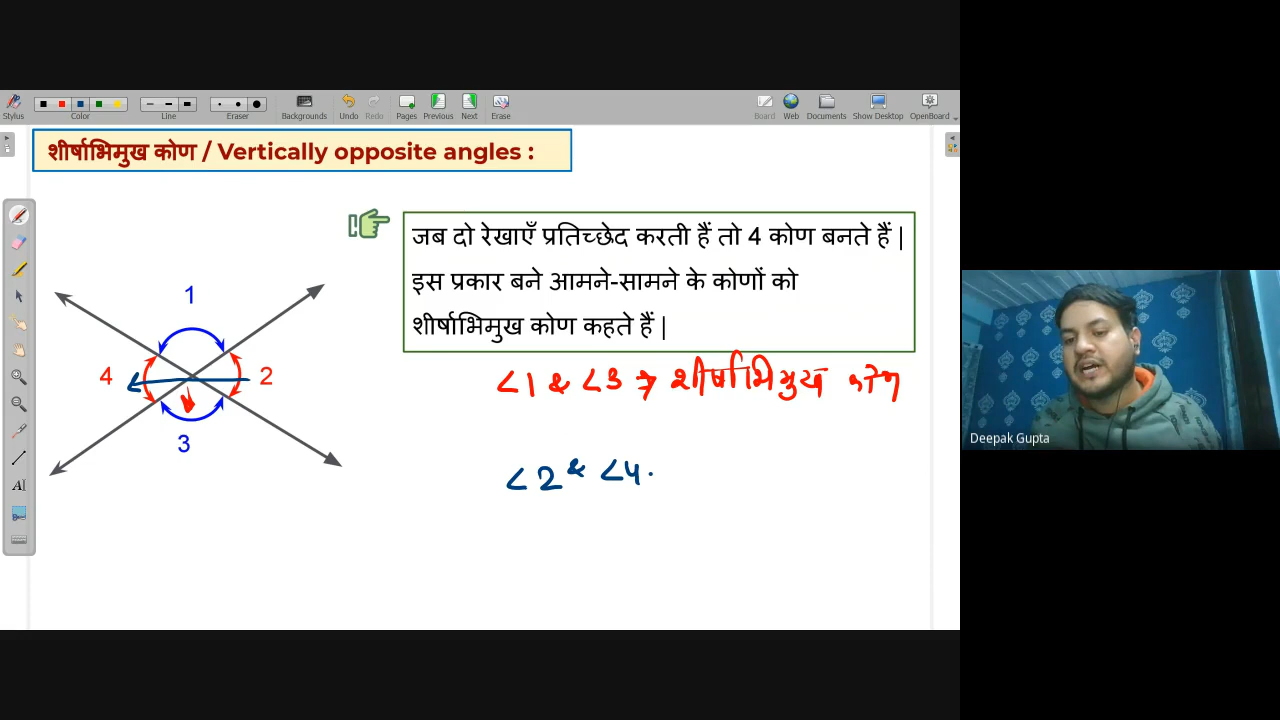 Stylus
Color
Line
Eraser
Backgrounds
Undo
Redo
Pages
Previous
Next
Erase
Board
Web
Documents
Show Desktop
OpenBoard
शीर्षाभिमुख कोण / Vertically opposite angles :
जब दो रेखाएँ प्रतिच्छेद करती हैं तो 4 कोण बनते हैं |
इस प्रकार बने आमने-सामने के कोणों को
शीर्षाभिमुख कोण कहते हैं |
1
4
2
3
∠1 & ∠3 → शीर्षाभिमुख कोण
∠2 & ∠4.
Deepak Gupta